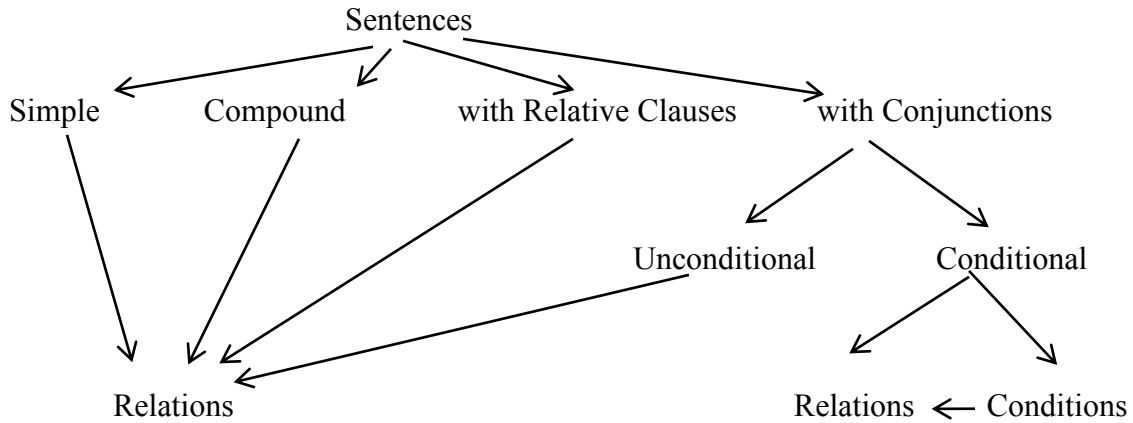 Sentences
Simple Compound with Relative Clauses with Conjunctions
Unconditional Conditional
Relations Relations Conditions